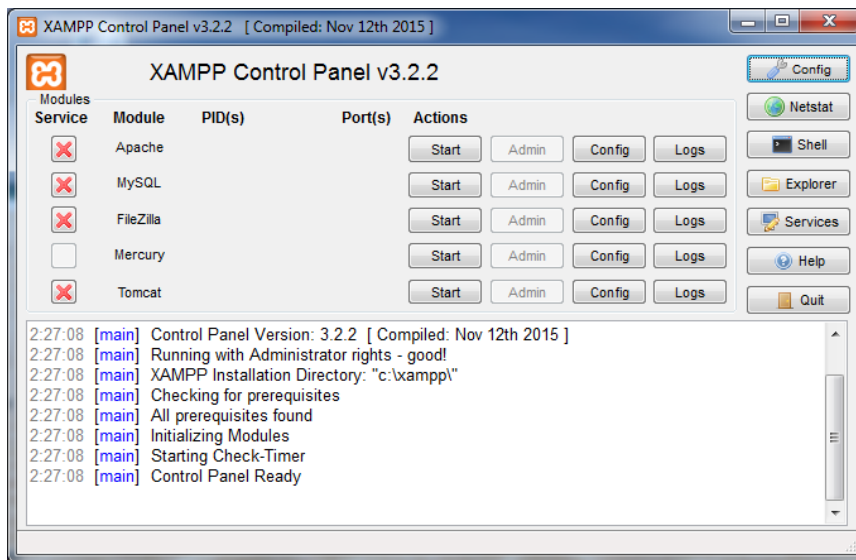 XAMPP Control Panel v3.2.2 [ Compiled: Nov 12th 2015 ]
XAMPP Control Panel v3.2.2
Config
Modules
Service Module PID(s) Port(s) Actions
Netstat
Apache Start Admin Config Logs
Shell
MySQL Start Admin Config Logs
Explorer
FileZilla Start Admin Config Logs
Services
Mercury Start Admin Config Logs
Help
Tomcat Start Admin Config Logs
Quit
2:27:08 [main] Control Panel Version: 3.2.2 [ Compiled: Nov 12th 2015 ]
2:27:08 [main] Running with Administrator rights - good!
2:27:08 [main] XAMPP Installation Directory: "c:\xampp\"
2:27:08 [main] Checking for prerequisites
2:27:08 [main] All prerequisites found
2:27:08 [main] Initializing Modules
2:27:08 [main] Starting Check-Timer
2:27:08 [main] Control Panel Ready